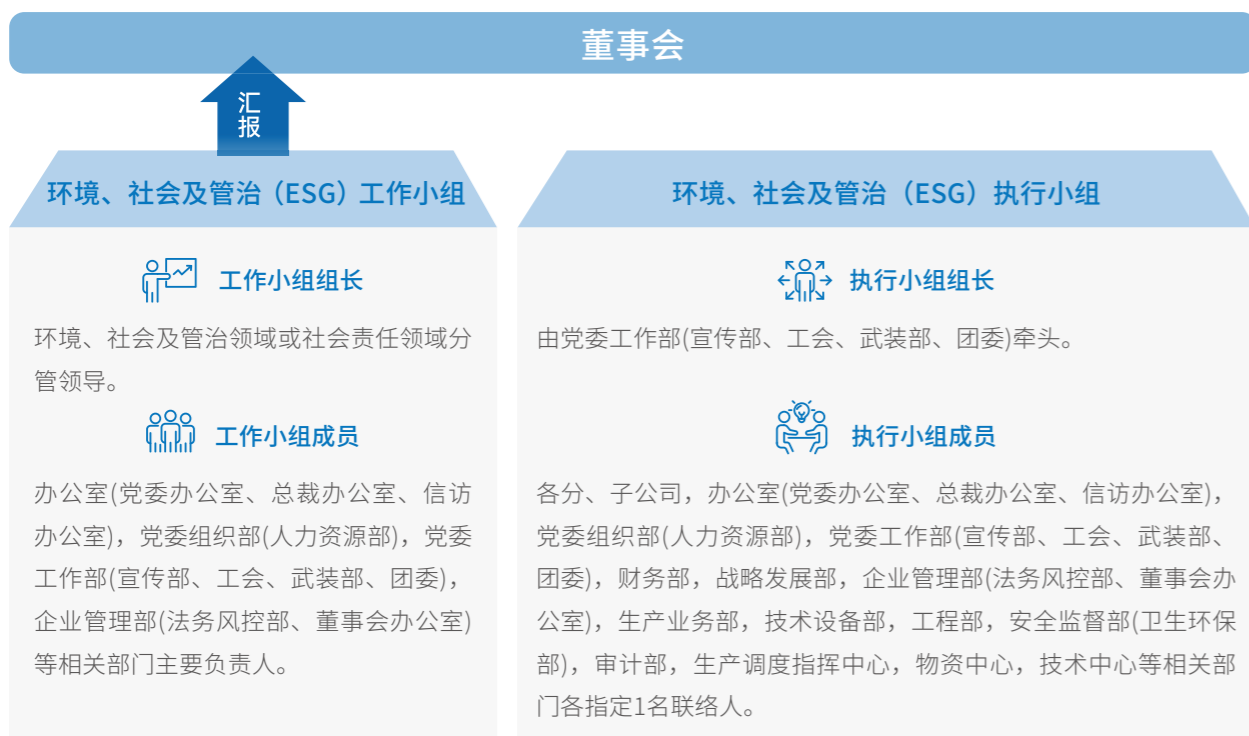 董事会
汇报
环境、社会及管治（ESG）工作小组
工作小组组长
环境、社会及管治领域或社会责任领域分
管领导。
工作小组成员
办公室(党委办公室、总裁办公室、信访
办公室)，党委组织部(人力资源部)，党委
工作部(宣传部、工会、武装部、团委)，
企业管理部(法务风控部、董事会办公室)
等相关部门主要负责人。
环境、社会及管治（ESG）执行小组
执行小组组长
由党委工作部(宣传部、工会、武装部、团委)牵头。
执行小组成员
各分、子公司，办公室(党委办公室、总裁办公室、信访办公室)，
党委组织部(人力资源部)，党委工作部(宣传部、工会、武装部、
团委)，财务部，战略发展部，企业管理部(法务风控部、董事会办
公室)，生产业务部，技术设备部，工程部，安全监督部(卫生环保
部)，审计部，生产调度指挥中心，物资中心，技术中心等相关部
门各指定1名联络人。